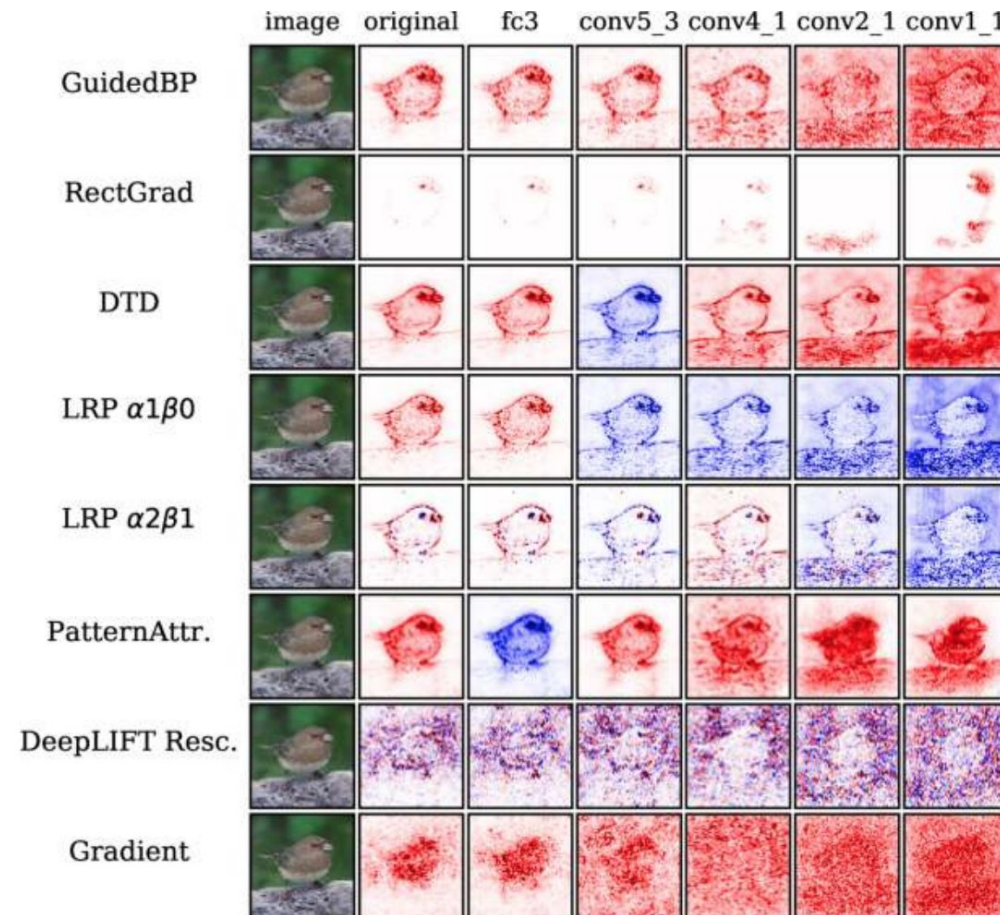 image original fc3 conv5_3 conv4_1 conv2_1 conv1_1
GuidedBP
RectGrad
DTD
LRP α1β0
LRP α2β1
PatternAttr.
DeepLIFT Resc.
Gradient